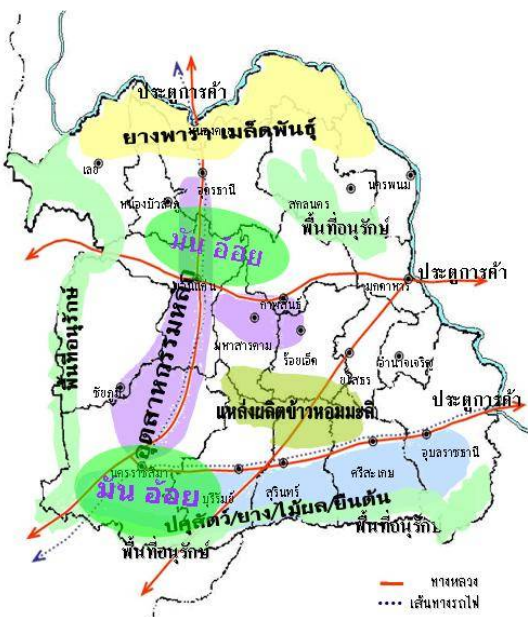 ประตูการค้า
หนองคาย
ยางพารา เมล็ดพันธุ์
เลย
อุดรธานี
หนองบัวลำภู
สกลนคร
นครพนม
พื้นที่อนุรักษ์
มัน อ้อย
ประตูการค้า
ขอนแก่น
กาฬสินธุ์
มุกดาหาร
พื้นที่อนุรักษ์
อุตสาหกรรมหลัก
มหาสารคาม
ร้อยเอ็ด
ยโสธร
อำนาจเจริญ
ชัยภูมิ
แหล่งผลิตข้าวหอมมะลิ
ประตูการค้า
นครราชสีมา
มัน อ้อย
บุรีรัมย์
สุรินทร์
ศรีสะเกษ
อุบลราชธานี
ปศุสัตว์/ยาง/ไม้ผล/ยืนต้น
พื้นที่อนุรักษ์
พื้นที่อนุรักษ์
ทางหลวง
เส้นทางรถไฟ